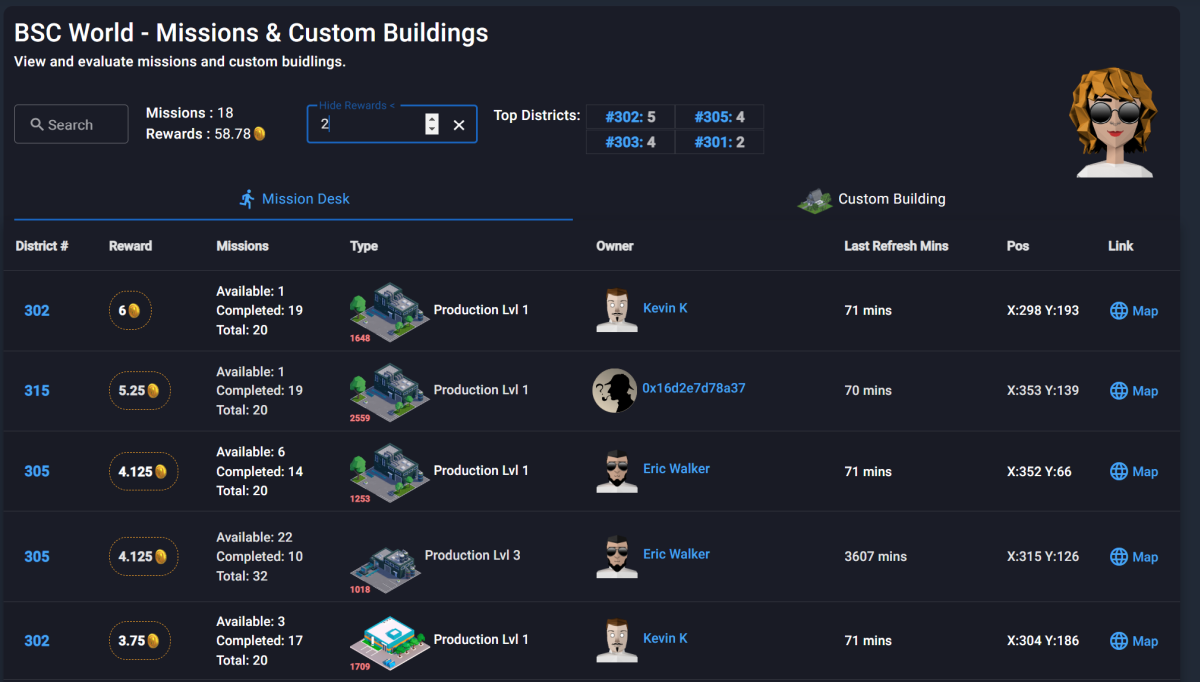 BSC World - Missions & Custom Buildings
View and evaluate missions and custom buidlings.
Search
Missions : 18
Rewards : 58.78
Hide Rewards <
2
Top Districts:
#302: 5 #305: 4
#303: 4 #301: 2
Mission Desk
Custom Building
District # Reward Missions Type Owner Last Refresh Mins Pos Link
302
6
Available: 1
Completed: 19
Total: 20
1648
Production Lvl 1
Kevin K
71 mins
X:298 Y:193
Map
315
5.25
Available: 1
Completed: 19
Total: 20
2559
Production Lvl 1
0x16d2e7d78a37
70 mins
X:353 Y:139
Map
305
4.125
Available: 6
Completed: 14
Total: 20
1253
Production Lvl 1
Eric Walker
71 mins
X:352 Y:66
Map
305
4.125
Available: 22
Completed: 10
Total: 32
1018
Production Lvl 3
Eric Walker
3607 mins
X:315 Y:126
Map
302
3.75
Available: 3
Completed: 17
Total: 20
1709
Production Lvl 1
Kevin K
71 mins
X:304 Y:186
Map